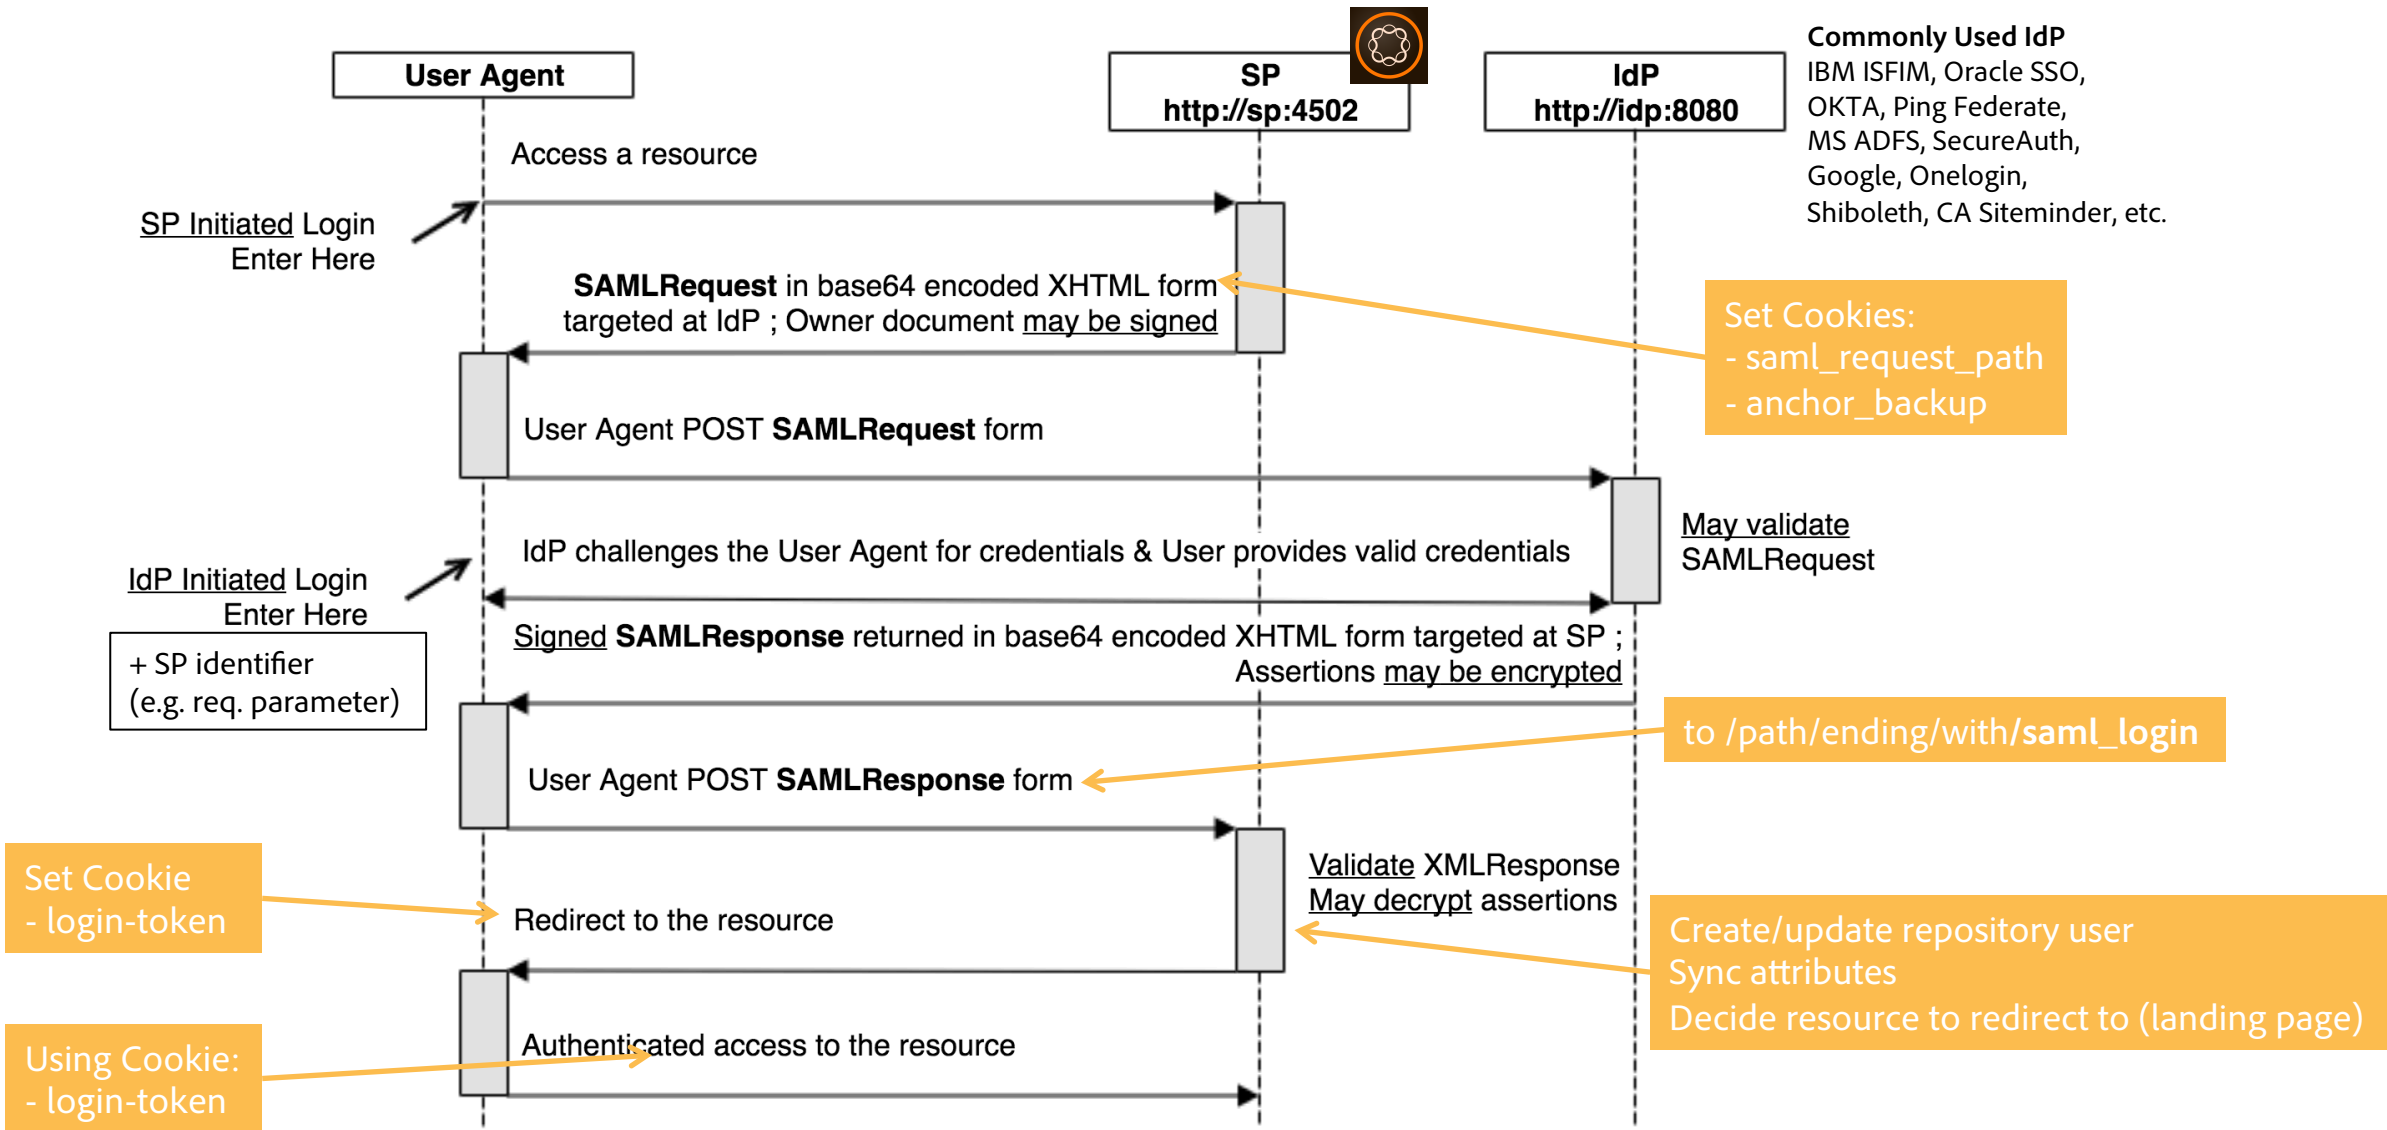 User Agent
SP
http://sp:4502
IdP
http://idp:8080
Commonly Used IdP
IBM ISFIM, Oracle SSO,
OKTA, Ping Federate,
MS ADFS, SecureAuth,
Google, Onelogin,
Shiboleth, CA Siteminder, etc.
Access a resource
SP Initiated Login
Enter Here
SAMLRequest in base64 encoded XHTML form
targeted at IdP ; Owner document may be signed
Set Cookies:
- saml_request_path
- anchor_backup
User Agent POST SAMLRequest form
May validate
SAMLRequest
IdP challenges the User Agent for credentials & User provides valid credentials
IdP Initiated Login
Enter Here
+ SP identifier
(e.g. req. parameter)
Signed SAMLResponse returned in base64 encoded XHTML form targeted at SP ;
Assertions may be encrypted
to /path/ending/with/saml_login
User Agent POST SAMLResponse form
Validate XMLResponse
May decrypt assertions
Set Cookie
- login-token
Redirect to the resource
Create/update repository user
Sync attributes
Decide resource to redirect to (landing page)
Using Cookie:
- login-token
Authenticated access to the resource